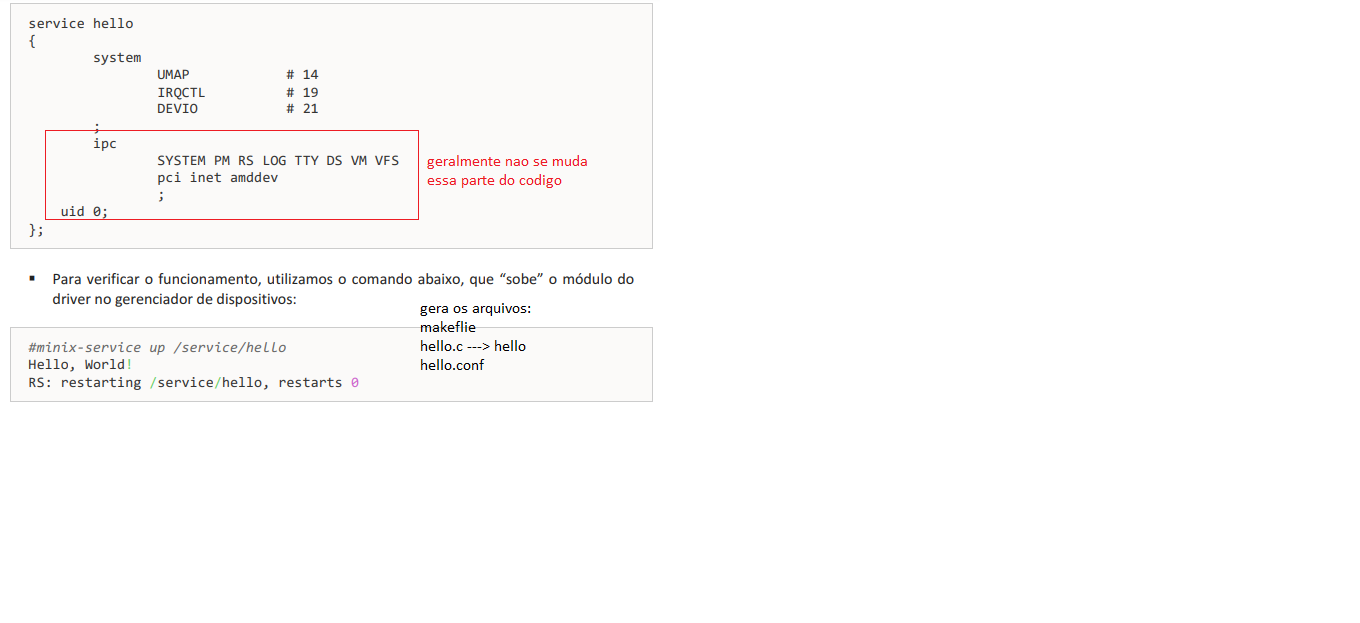 service hello
{
system
UMAP # 14
IRQCTL # 19
DEVIO # 21
;
ipc
SYSTEM PM RS LOG TTY DS VM VFS
pci inet amddev
;
uid 0;
};
geralmente nao se muda
essa parte do codigo
▪ Para verificar o funcionamento, utilizamos o comando abaixo, que “sobe” o módulo do
driver no gerenciador de dispositivos:
gera os arquivos:
makeflie
hello.c ---> hello
hello.conf
#minix-service up /service/hello
Hello, World!
RS: restarting /service/hello, restarts 0